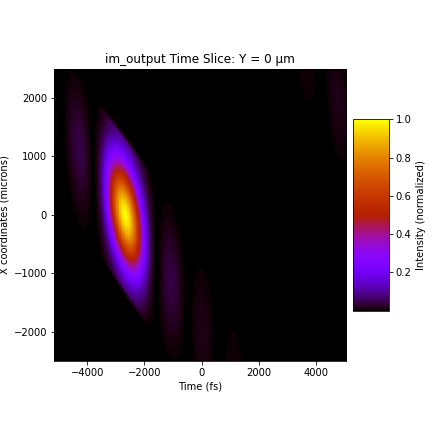 im_output Time Slice: Y = 0 μm
2000
1000
0
−1000
−2000
X coordinates (microns)
−4000 −2000 0 2000 4000
Time (fs)
1.0
0.8
0.6
0.4
0.2
Intensity (normalized)